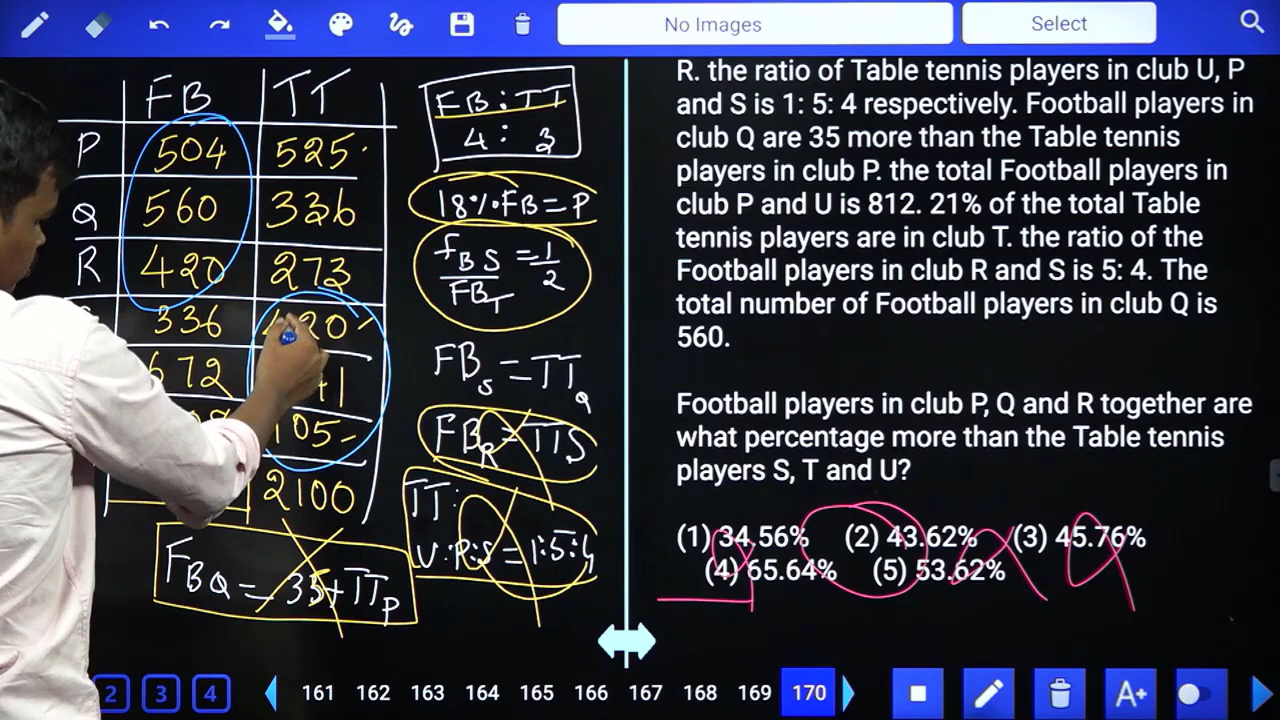 No Images
Select
FB TT
P 504 525
Q 560 336
R 420 273
336 420
672
105
2100
FB : TT
4 : 3
18% FB = P
FBS / FBT = 1/2
FBS = TTQ
FBR = TTS
TT:
U:P:S = 1:5:4
FBQ = 35 + TTP
R. the ratio of Table tennis players in club U, P
and S is 1: 5: 4 respectively. Football players in
club Q are 35 more than the Table tennis
players in club P. the total Football players in
club P and U is 812. 21% of the total Table
tennis players are in club T. the ratio of the
Football players in club R and S is 5: 4. The
total number of Football players in club Q is
560.
Football players in club P, Q and R together are
what percentage more than the Table tennis
players S, T and U?
(1) 34.56% (2) 43.62% (3) 45.76%
(4) 65.64% (5) 53.62%
2 3 4 161 162 163 164 165 166 167 168 169 170 A+